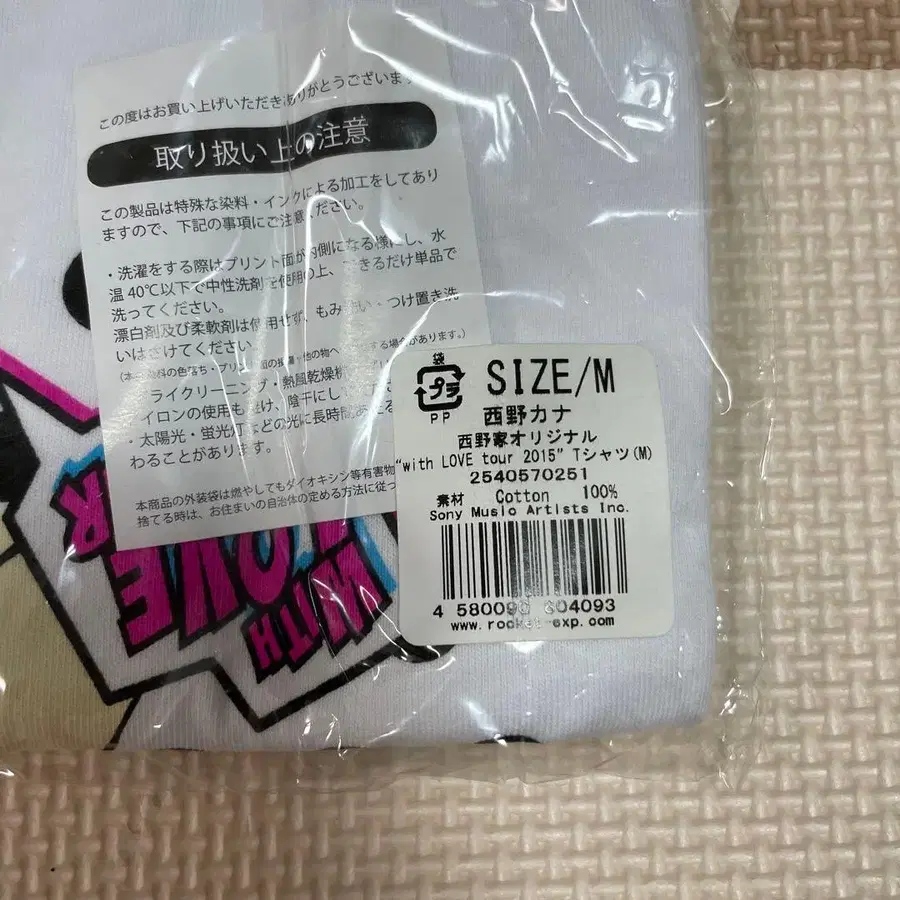 この度はお買い上げいただきありがとうございます
取り扱い上の注意
この製品は特殊な染料・インクによる加工をしてあり
ますので、下記の事項にご注意ください。
・洗濯をする際はプリント面が内側になる様にし、水
温40℃以下で中性洗剤を使用の上、できるだけ単品で
洗ってください。
漂白剤及び柔軟剤は使用せず、もみ洗い・つけ置き洗
いはさけてください。
ライクリーニング・熱風乾燥
イロンの使用も避け、陰干しにし
・太陽光・蛍光灯などの光に長時間あたる
わることがあります。
本商品の外装袋は燃やしてもダイオキシン等有害物
捨てる時は、お住まいの自治体の定める方法に従っ
袋
プラ
PP
SIZE/M
西野カナ
西野家オリジナル
"with LOVE tour 2015" Tシャツ(M)
2540570251
素材 Cotton 100%
Sony Music Artists Inc.
4 580090 604093
www.rocket-exp.com
WITH
LOVE